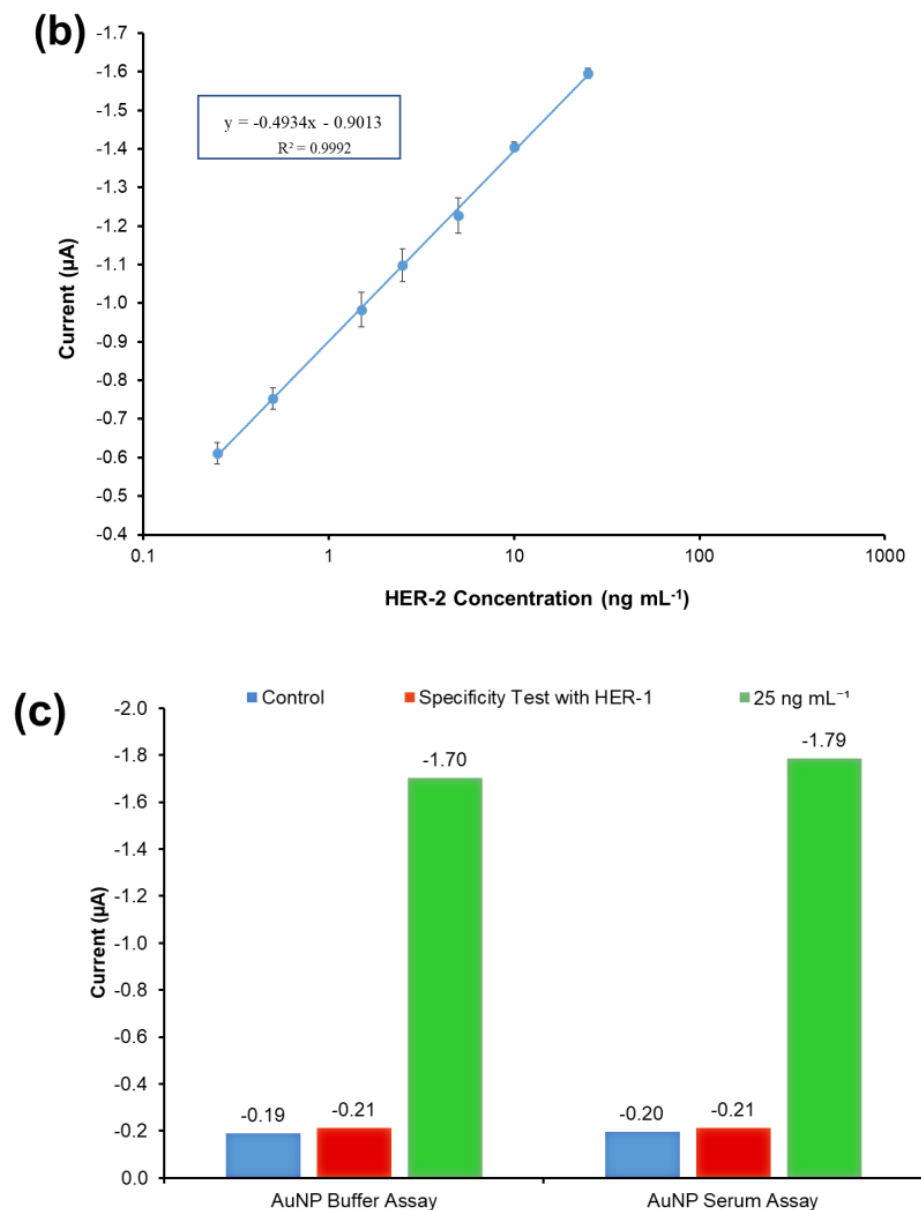 (b)
-1.7
-1.6
-1.5
-1.4
-1.3
-1.2
-1.1
-1.0
-0.9
-0.8
-0.7
-0.6
-0.5
-0.4
Current (µA)
y = -0.4934x - 0.9013
R² = 0.9992
0.1 1 10 100 1000
HER-2 Concentration (ng mL⁻¹)
(c)
Control Specificity Test with HER-1 25 ng mL⁻¹
-2.0
-1.8
-1.6
-1.4
-1.2
-1.0
-0.8
-0.6
-0.4
-0.2
0.0
Current (µA)
-0.19 -0.21 -1.70 -0.20 -0.21 -1.79
AuNP Buffer Assay AuNP Serum Assay